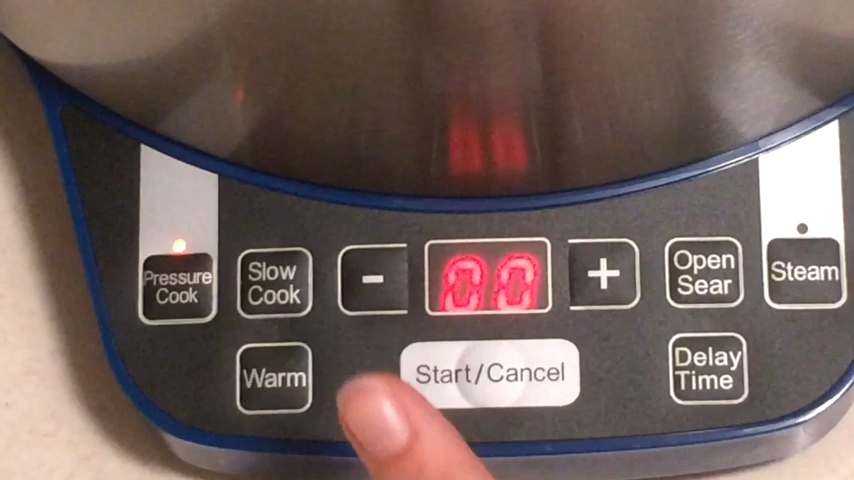 Pressure
Cook
Slow
Cook
-
00
+
Open
Sear
Steam
Warm
Start/Cancel
Delay
Time